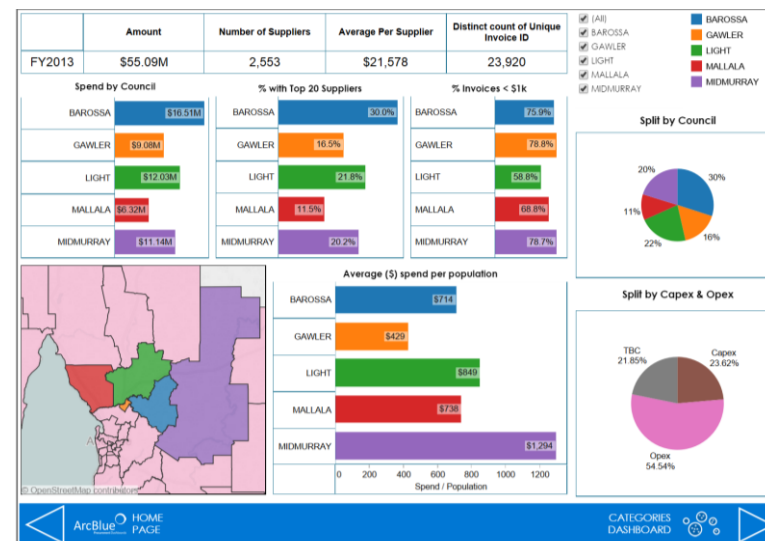 Amount Number of Suppliers Average Per Supplier Distinct count of Unique Invoice ID
FY2013 $55.09M 2,553 $21,578 23,920
(All)
BAROSSA
GAWLER
LIGHT
MALLALA
MIDMURRAY
BAROSSA
GAWLER
LIGHT
MALLALA
MIDMURRAY
Spend by Council
BAROSSA $16.51M
GAWLER $9.08M
LIGHT $12.03M
MALLALA $6.32M
MIDMURRAY $11.14M
% with Top 20 Suppliers
BAROSSA 30.0%
GAWLER 16.5%
LIGHT 21.8%
MALLALA 11.5%
MIDMURRAY 20.2%
% Invoices < $1k
BAROSSA 75.9%
GAWLER 78.8%
LIGHT 58.8%
MALLALA 68.8%
MIDMURRAY 78.7%
Split by Council
20% 30%
11% 16%
22%
© OpenStreetMap contributors
Average ($) spend per population
BAROSSA $714
GAWLER $429
LIGHT $849
MALLALA $738
MIDMURRAY $1,294
0 200 400 600 800 1000 1200
Spend / Population
Split by Capex & Opex
TBC
21.85%
Capex
23.62%
Opex
54.54%
ArcBlue
HOME
PAGE
CATEGORIES
DASHBOARD